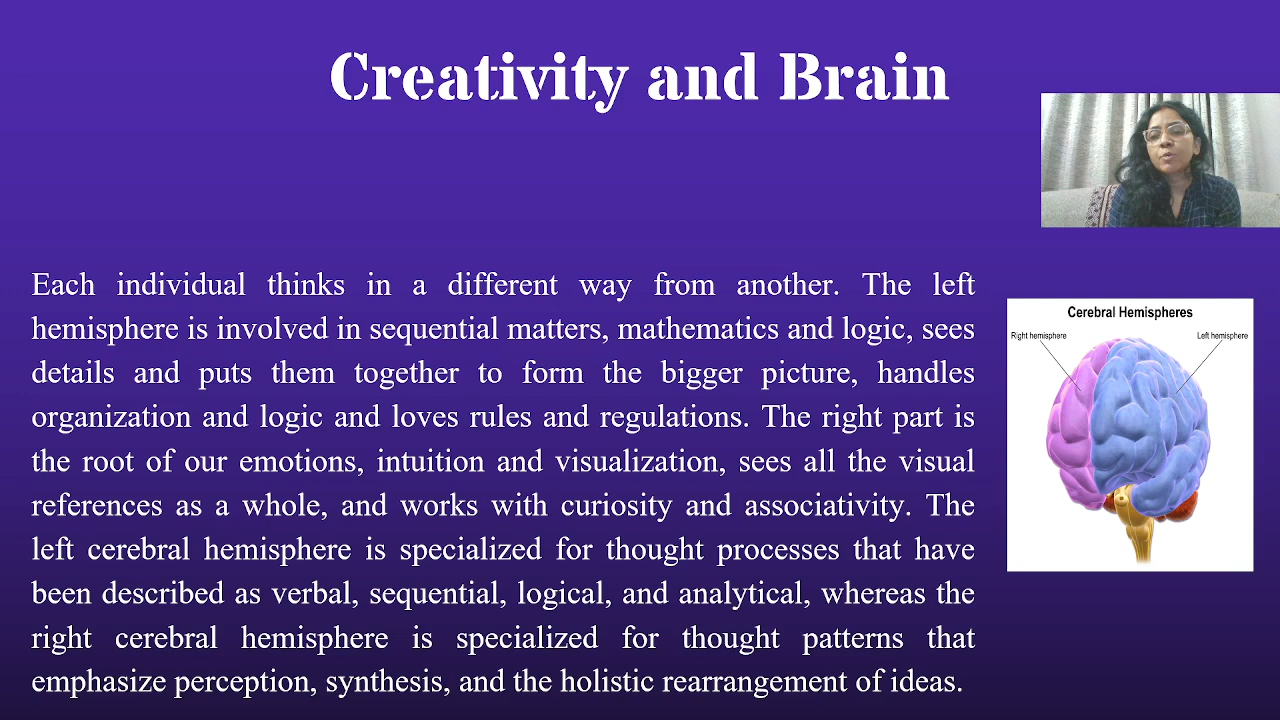 Creativity and Brain
Each individual thinks in a different way from another. The left
hemisphere is involved in sequential matters, mathematics and logic, sees
details and puts them together to form the bigger picture, handles
organization and logic and loves rules and regulations. The right part is
the root of our emotions, intuition and visualization, sees all the visual
references as a whole, and works with curiosity and associativity. The
left cerebral hemisphere is specialized for thought processes that have
been described as verbal, sequential, logical, and analytical, whereas the
right cerebral hemisphere is specialized for thought patterns that
emphasize perception, synthesis, and the holistic rearrangement of ideas.
Cerebral Hemispheres
Right hemisphere
Left hemisphere